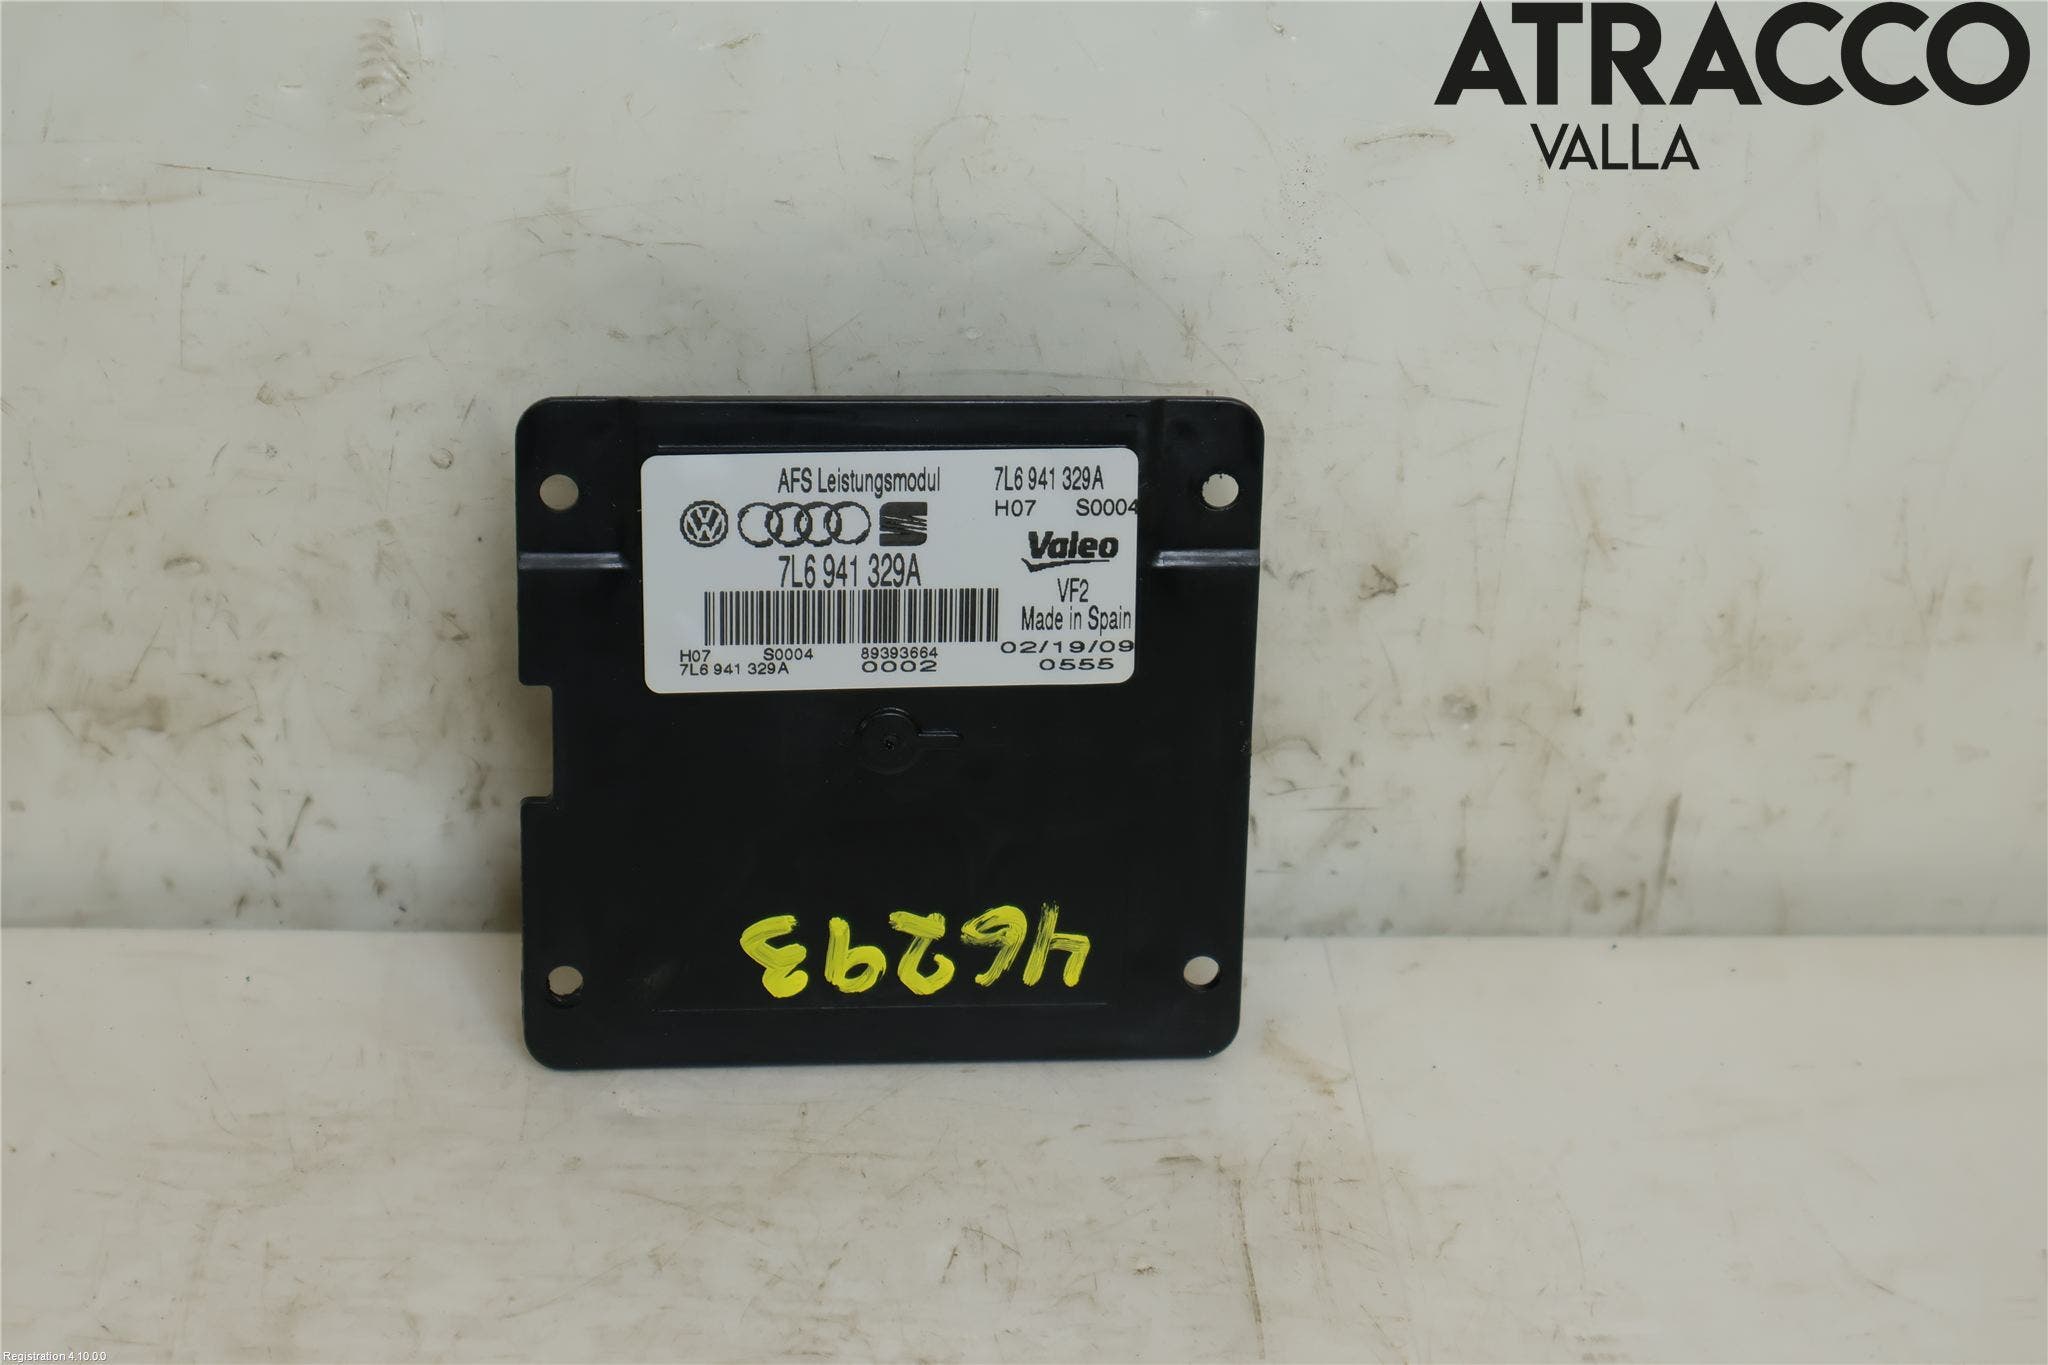 ATRACCO
VALLA
AFS Leistungsmodul
7L6 941 329A
H07 S0004
Valeo
7L6 941 329A
VF2
Made in Spain
H07 S0004 89393664
02/19/09
7L6 941 329A 0002
0555
46293
Registration 4.10.0.0